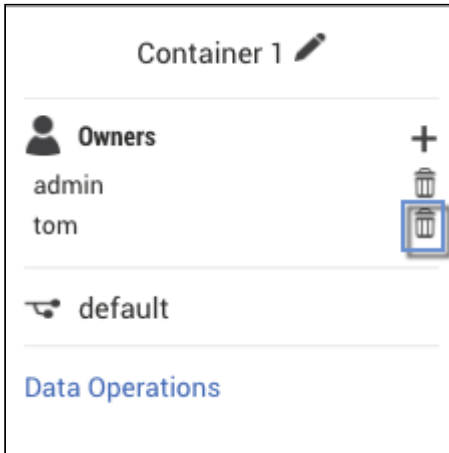 Container 1
Owners
admin
tom
default
Data Operations